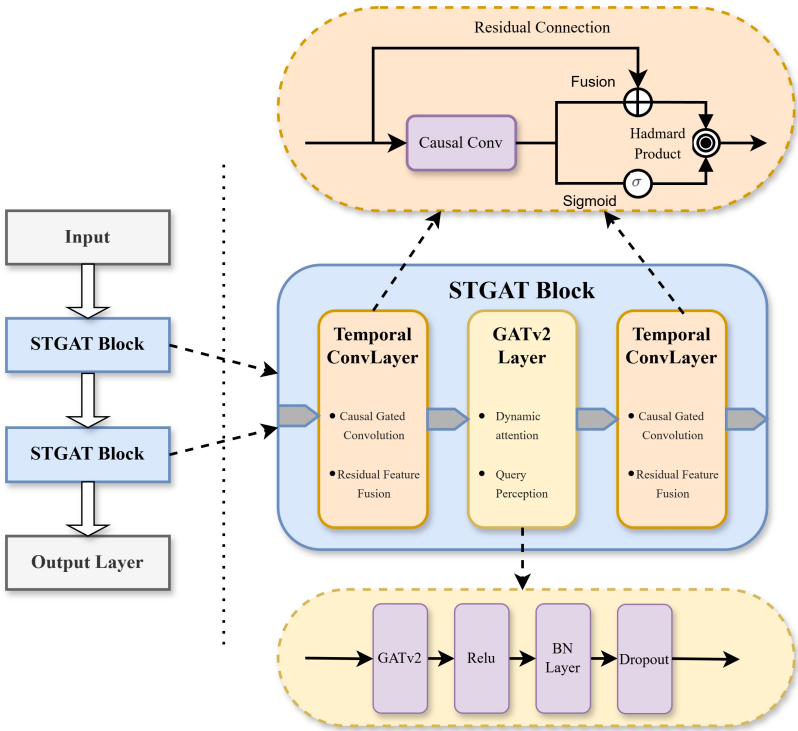 Residual Connection
Fusion
Causal Conv
Hadmard
Product
σ
Sigmoid
Input
STGAT Block
STGAT Block
Output Layer
STGAT Block
Temporal
ConvLayer
● Causal Gated
Convolution
● Residual Feature
Fusion
GATv2
Layer
● Dynamic
attention
● Query
Perception
Temporal
ConvLayer
● Causal Gated
Convolution
● Residual Feature
Fusion
GATv2
Relu
BN
Layer
Dropout